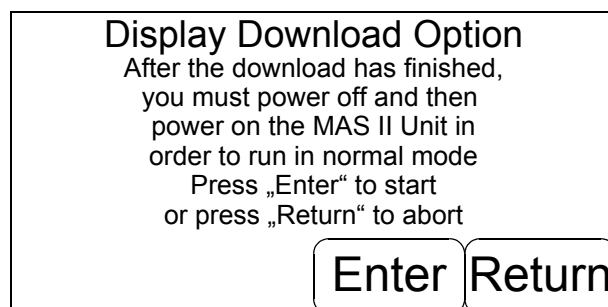 Display Download Option
After the download has finished,
you must power off and then
power on the MAS II Unit in
order to run in normal mode
Press „Enter“ to start
or press „Return“ to abort
Enter Return